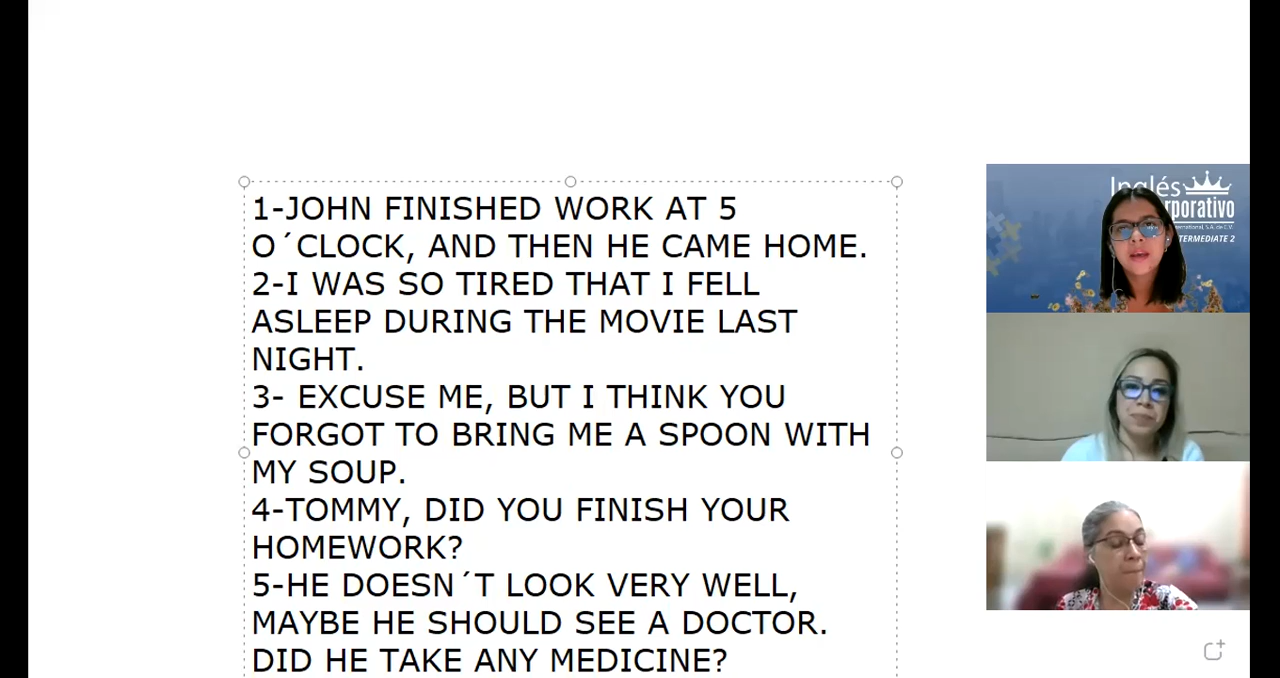 1-JOHN FINISHED WORK AT 5
O´CLOCK, AND THEN HE CAME HOME.
2-I WAS SO TIRED THAT I FELL
ASLEEP DURING THE MOVIE LAST
NIGHT.
3- EXCUSE ME, BUT I THINK YOU
FORGOT TO BRING ME A SPOON WITH
MY SOUP.
4-TOMMY, DID YOU FINISH YOUR
HOMEWORK?
5-HE DOESN´T LOOK VERY WELL,
MAYBE HE SHOULD SEE A DOCTOR.
DID HE TAKE ANY MEDICINE?
Inglés
rporativo
International, S.A. de C.V.
TERMEDIATE 2